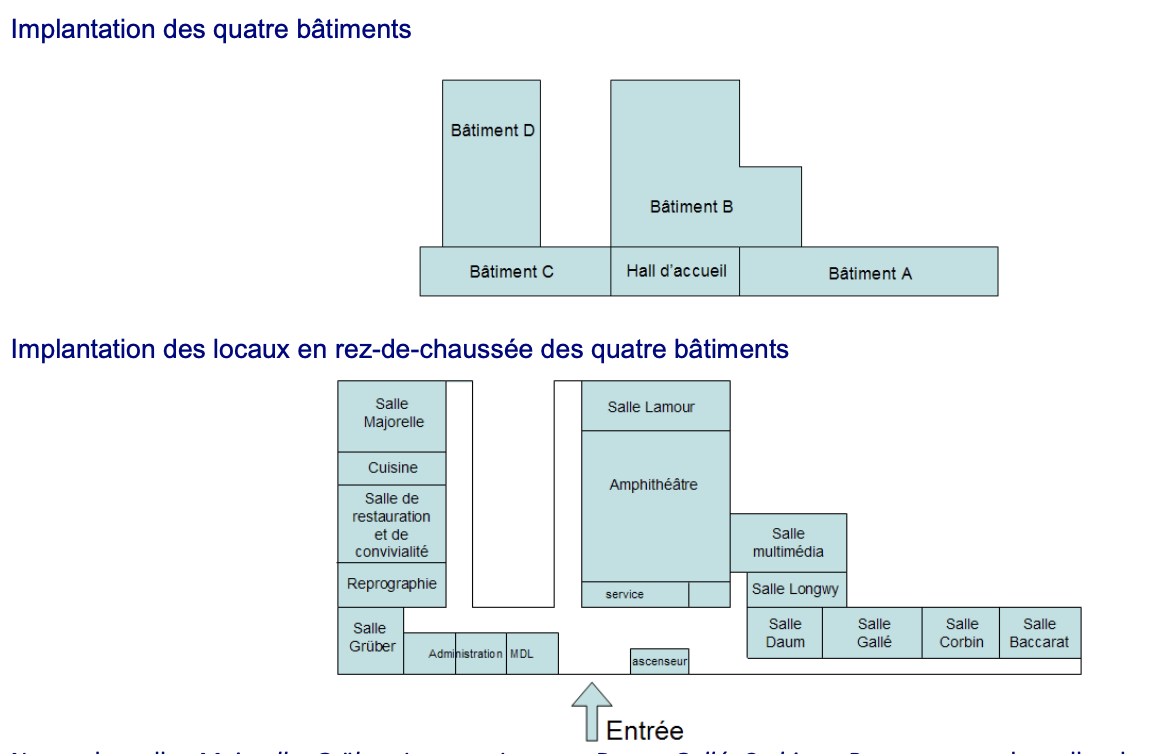 Implantation des quatre bâtiments
Bâtiment D
Bâtiment B
Bâtiment C
Hall d'accueil
Bâtiment A
Implantation des locaux en rez-de-chaussée des quatre bâtiments
Salle
Majorelle
Cuisine
Salle de
restauration
et de
convivialité
Reprographie
Salle
Grüber
Administration
MDL
Salle Lamour
Amphithéâtre
service
Salle
multimédia
Salle Longwy
Salle
Daum
Salle
Gallé
Salle
Corbin
Salle
Baccarat
ascenseur
Entrée